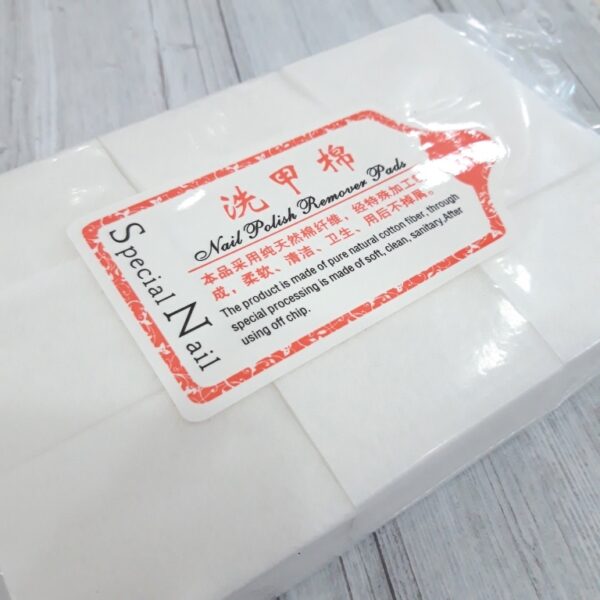 洗甲棉
Nail Polish Remover Pads
本品采用纯天然棉纤维，经特殊加工
成，柔软、清洁、卫生、用后不掉屑。
The product is made of pure natural cotton fiber, through
special processing is made of soft, clean, sanitary.After
using off chip.
Special Nail